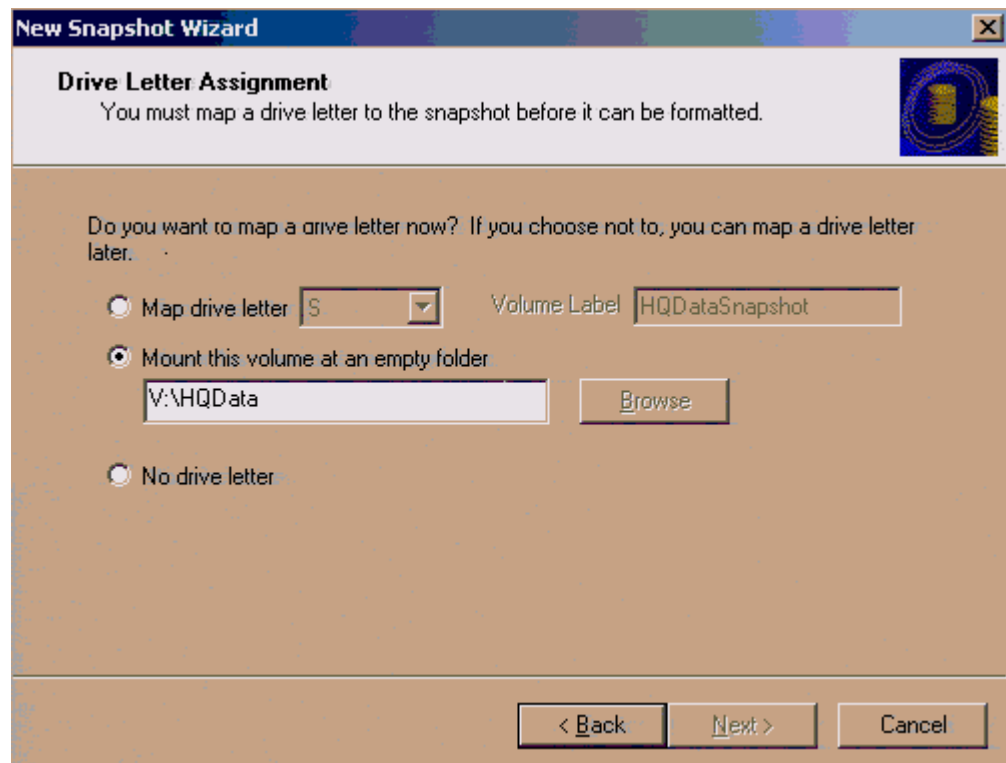 New Snapshot Wizard
Drive Letter Assignment
You must map a drive letter to the snapshot before it can be formatted.
Do you want to map a drive letter now? If you choose not to, you can map a drive letter
later.
Map drive letter S Volume Label HQDataSnapshot
Mount this volume at an empty folder
V:\HQData Browse
No drive letter
< Back Next > Cancel